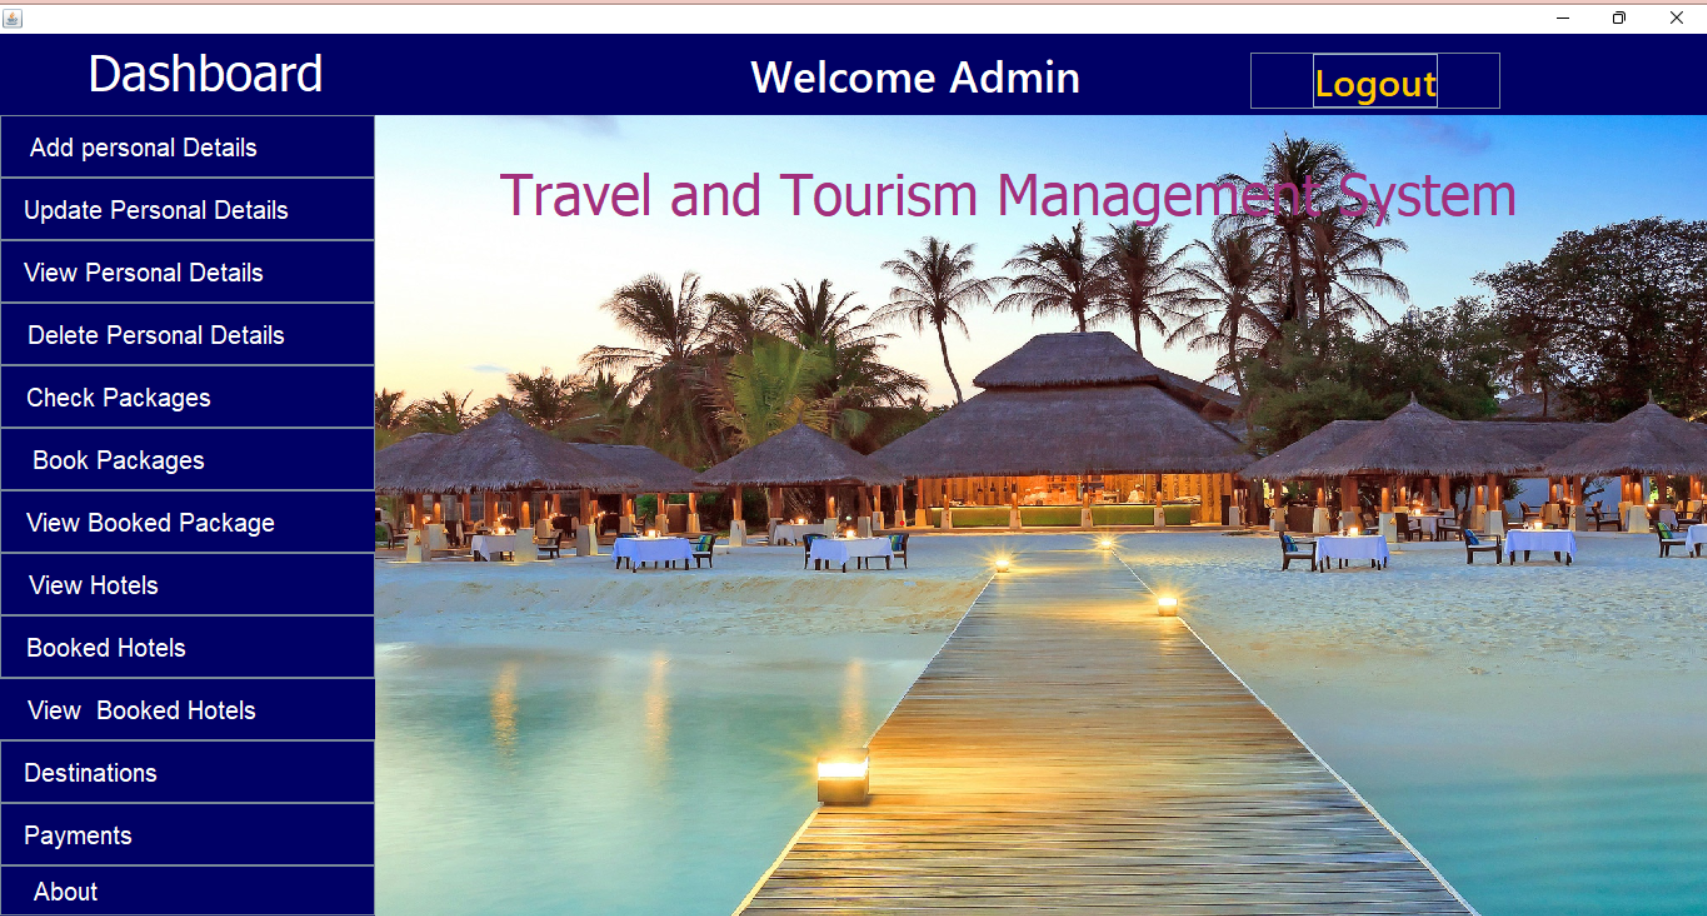 Dashboard
Welcome Admin
Logout
Travel and Tourism Management System
Add personal Details
Update Personal Details
View Personal Details
Delete Personal Details
Check Packages
Book Packages
View Booked Package
View Hotels
Booked Hotels
View  Booked Hotels
Destinations
Payments
About